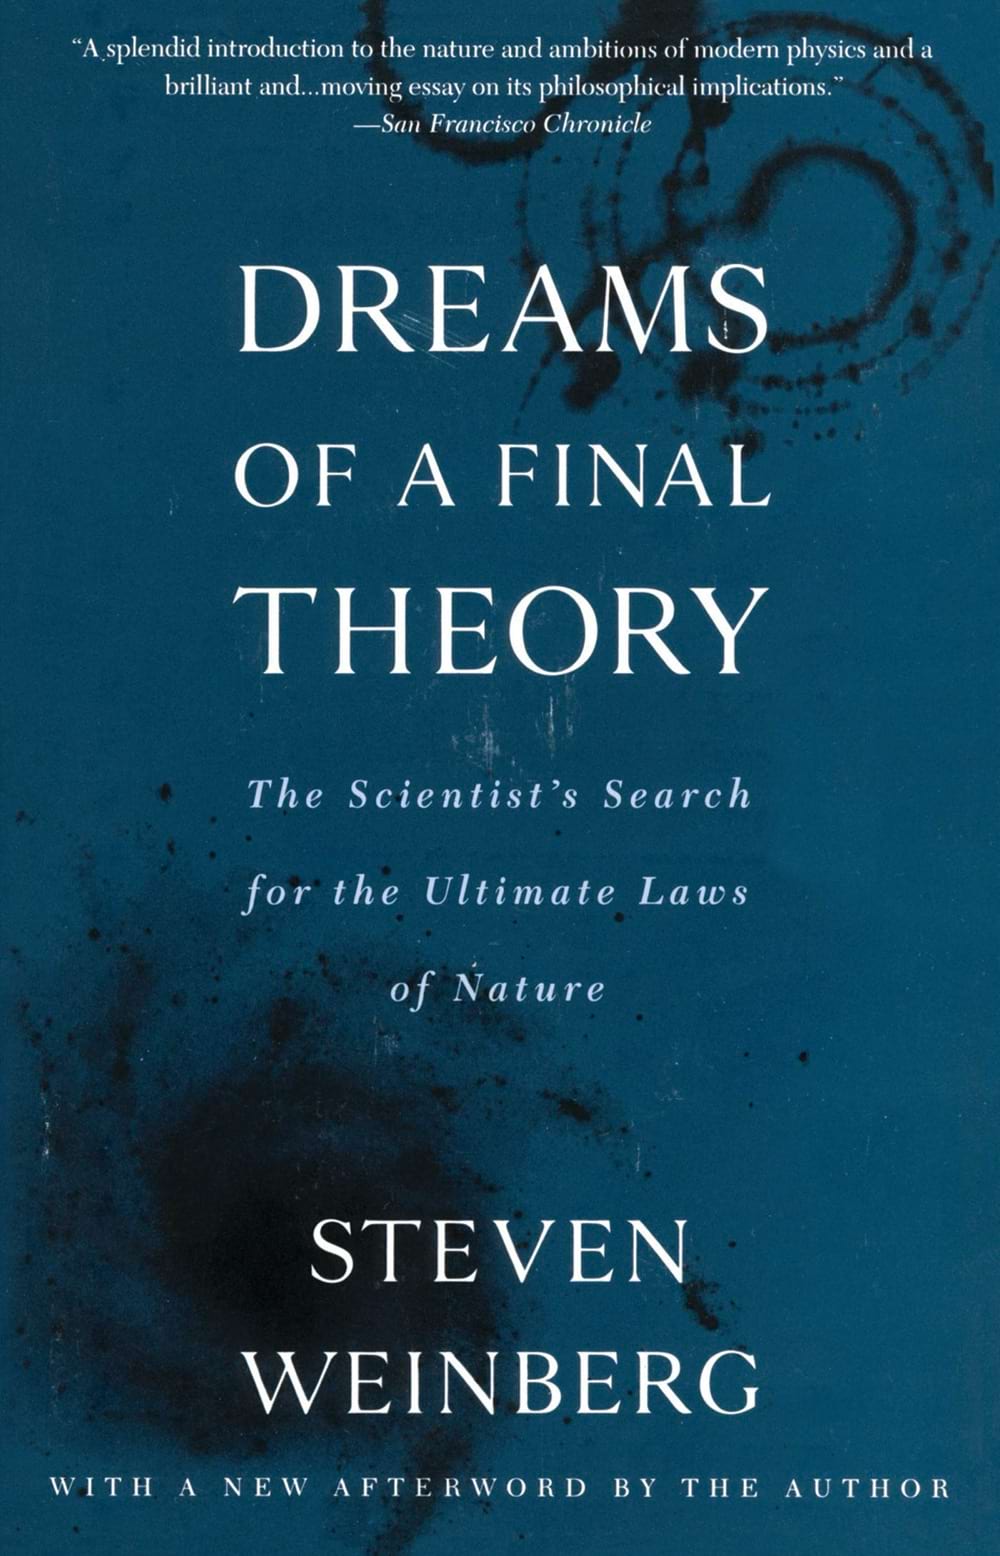 “A splendid introduction to the nature and ambitions of modern physics and a
brilliant and...moving essay on its philosophical implications.”
—San Francisco Chronicle
DREAMS
OF A FINAL
THEORY
The Scientist’s Search
for the Ultimate Laws
of Nature
STEVEN
WEINBERG
WITH A NEW AFTERWORD BY THE AUTHOR